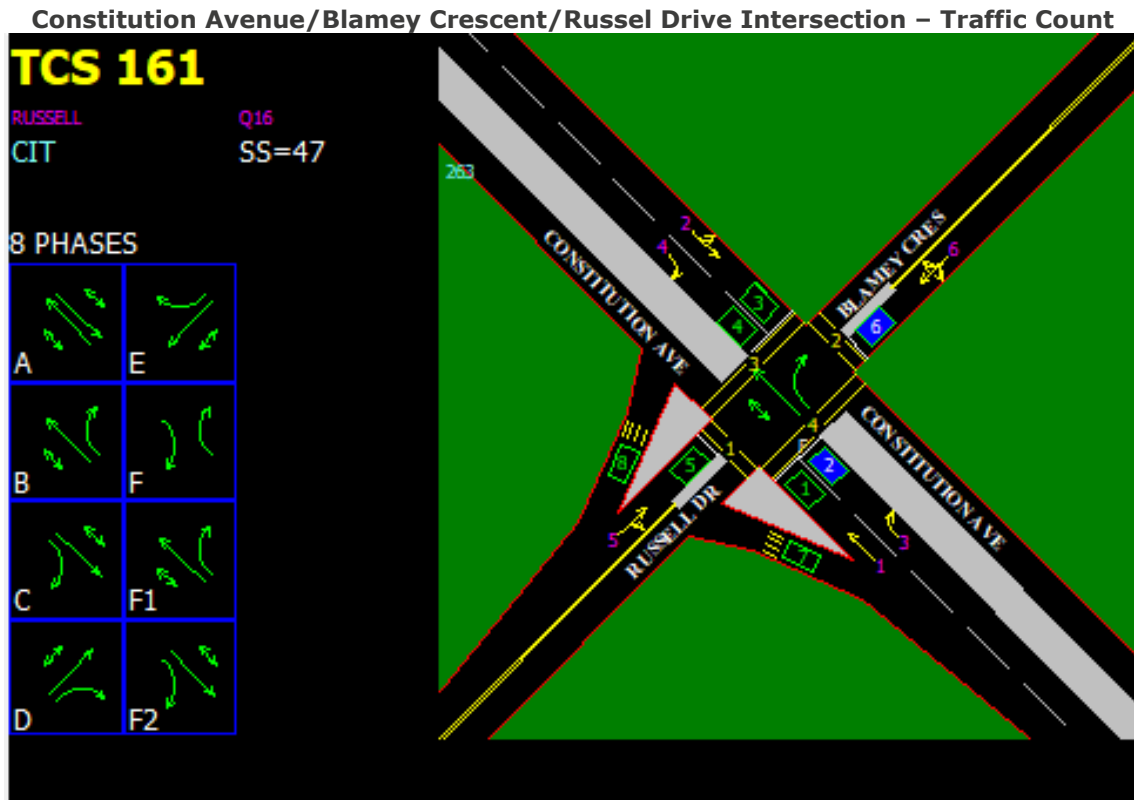 Constitution Avenue/Blamey Crescent/Russel Drive Intersection – Traffic Count
TCS 161
RUSSELL Q16
CIT SS=47
263
8 PHASES
A E
B F
C F1
D F2
CONSTITUTION AVE
BLAMEY CRES
CONSTITUTION AVE
RUSSELL DR
2
4
6
3
4
6
2
3
1
4
F
8
5
2
1
7
5
3
1